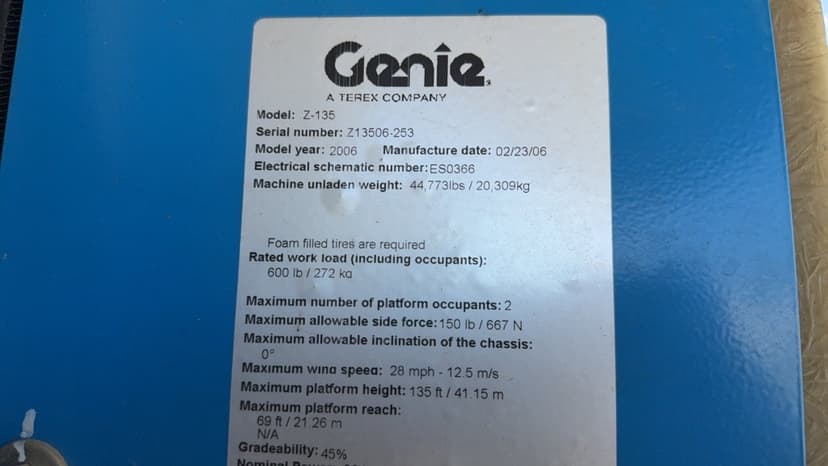 Genie
A TEREX COMPANY
Model: Z-135
Serial number: Z13506-253
Model year: 2006 Manufacture date: 02/23/06
Electrical schematic number: ES0366
Machine unladen weight: 44,773lbs / 20,309kg
Foam filled tires are required
Rated work load (including occupants):
600 lb / 272 kg
Maximum number of platform occupants: 2
Maximum allowable side force: 150 lb / 667 N
Maximum allowable inclination of the chassis:
0°
Maximum wind speed: 28 mph - 12.5 m/s
Maximum platform height: 135 ft / 41.15 m
Maximum platform reach:
69 ft / 21.26 m
N/A
Gradeability: 45%
Nominal Power: